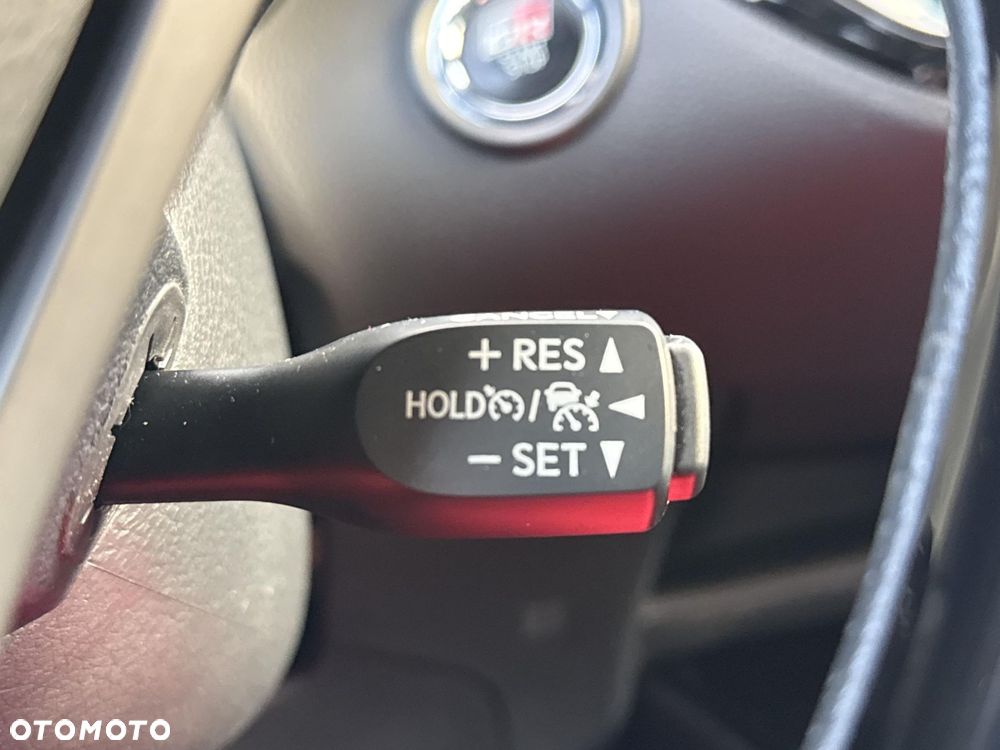 CANCEL
+ RES ▲
HOLD / ◀
− SET ▼
OTOMOTO